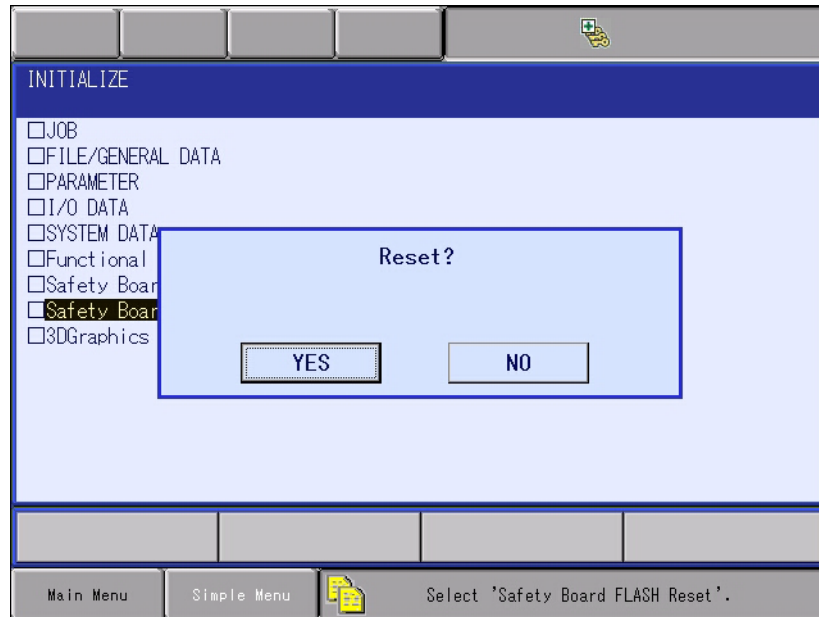 INITIALIZE
□JOB
□FILE/GENERAL DATA
□PARAMETER
□I/O DATA
□SYSTEM DATA
□Functional
□Safety Boar
□Safety Boar
□3DGraphics
Reset?
YES NO
Main Menu Simple Menu Select 'Safety Board FLASH Reset'.